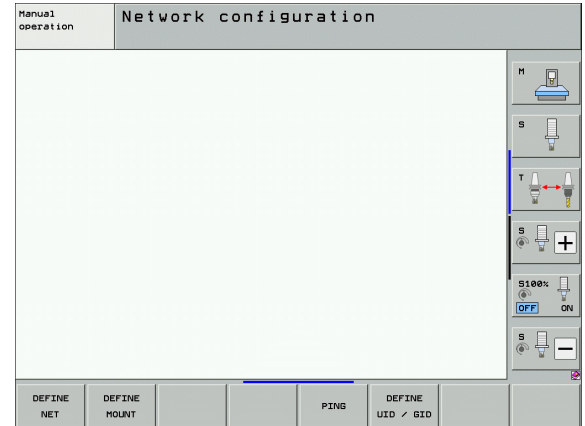 Manual
operation
Network configuration
M
S
T
S
S100%
OFF ON
S
DEFINE
NET
DEFINE
MOUNT
PING
DEFINE
UID / GID